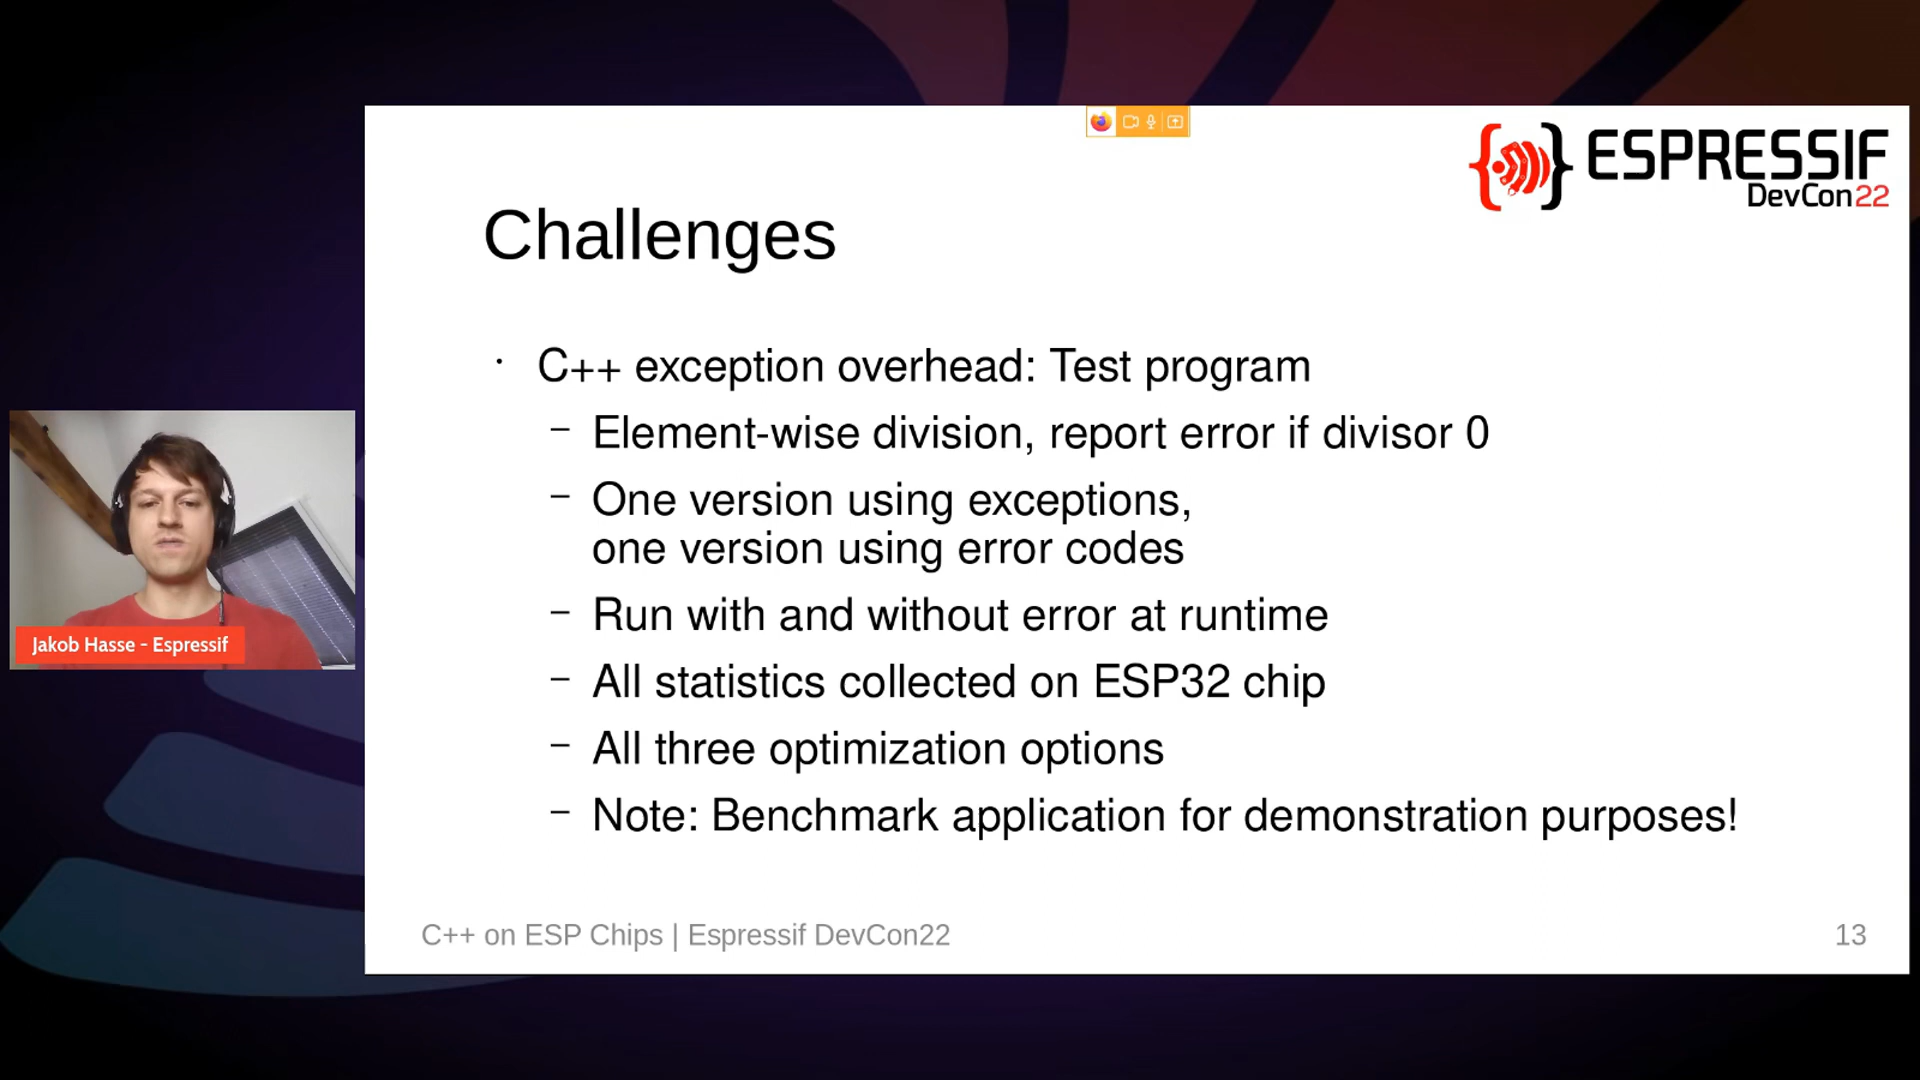 ESPRESSIF
DevCon22
Challenges
· C++ exception overhead: Test program
– Element-wise division, report error if divisor 0
– One version using exceptions,
one version using error codes
– Run with and without error at runtime
– All statistics collected on ESP32 chip
– All three optimization options
– Note: Benchmark application for demonstration purposes!
Jakob Hasse - Espressif
C++ on ESP Chips | Espressif DevCon22
13